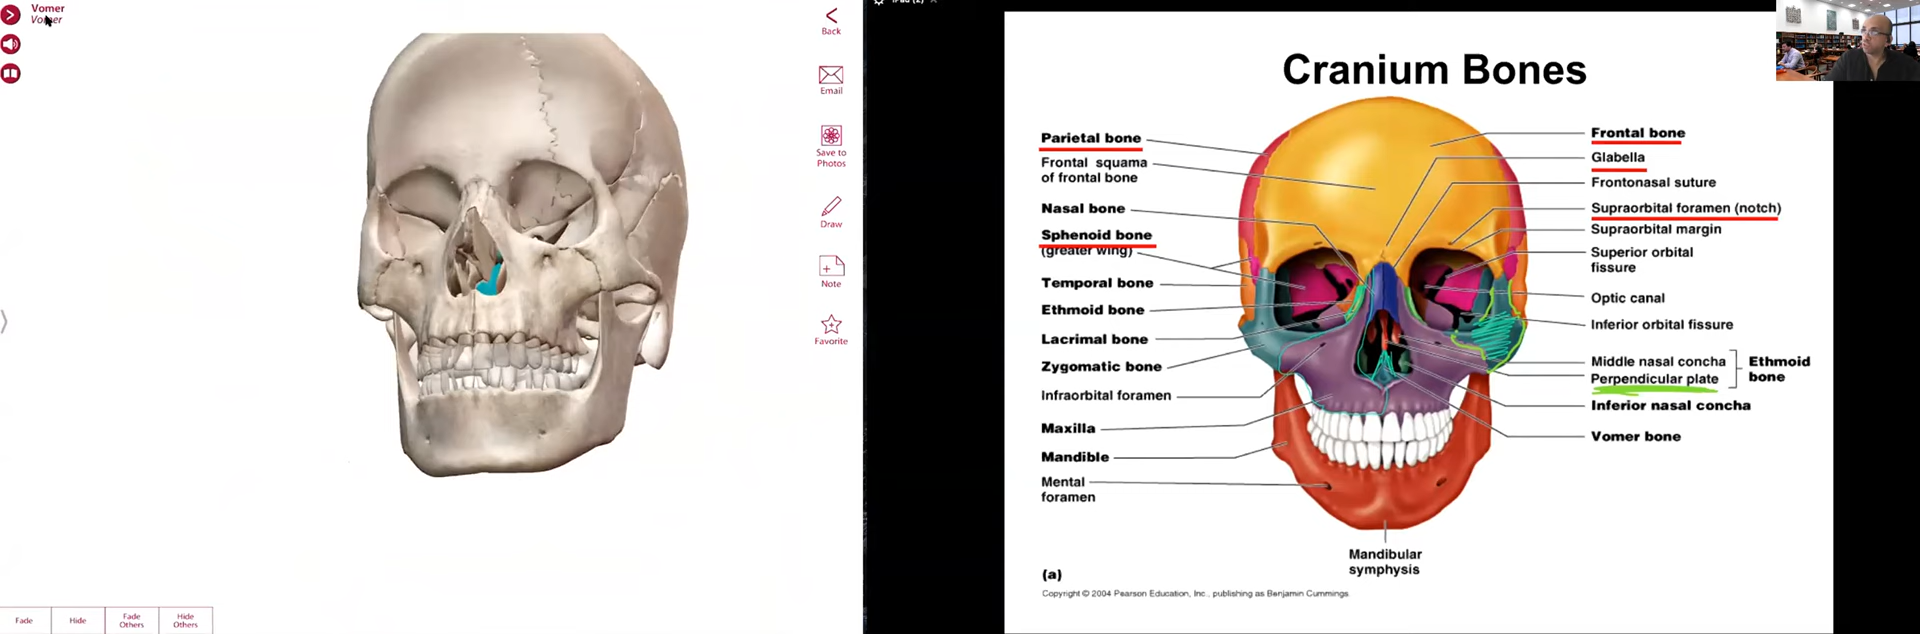 Vomer
Vomer
Back
Email
Save to
Photos
Draw
Note
Favorite
Fade
Hide
Fade
Others
Hide
Others
Cranium Bones
Parietal bone
Frontal squama
of frontal bone
Nasal bone
Sphenoid bone
(greater wing)
Temporal bone
Ethmoid bone
Lacrimal bone
Zygomatic bone
Infraorbital foramen
Maxilla
Mandible
Mental
foramen
Frontal bone
Glabella
Frontonasal suture
Supraorbital foramen (notch)
Supraorbital margin
Superior orbital
fissure
Optic canal
Inferior orbital fissure
Middle nasal concha
Perpendicular plate
Ethmoid
bone
Inferior nasal concha
Vomer bone
Mandibular
symphysis
(a)
Copyright © 2004 Pearson Education, Inc., publishing as Benjamin Cummings